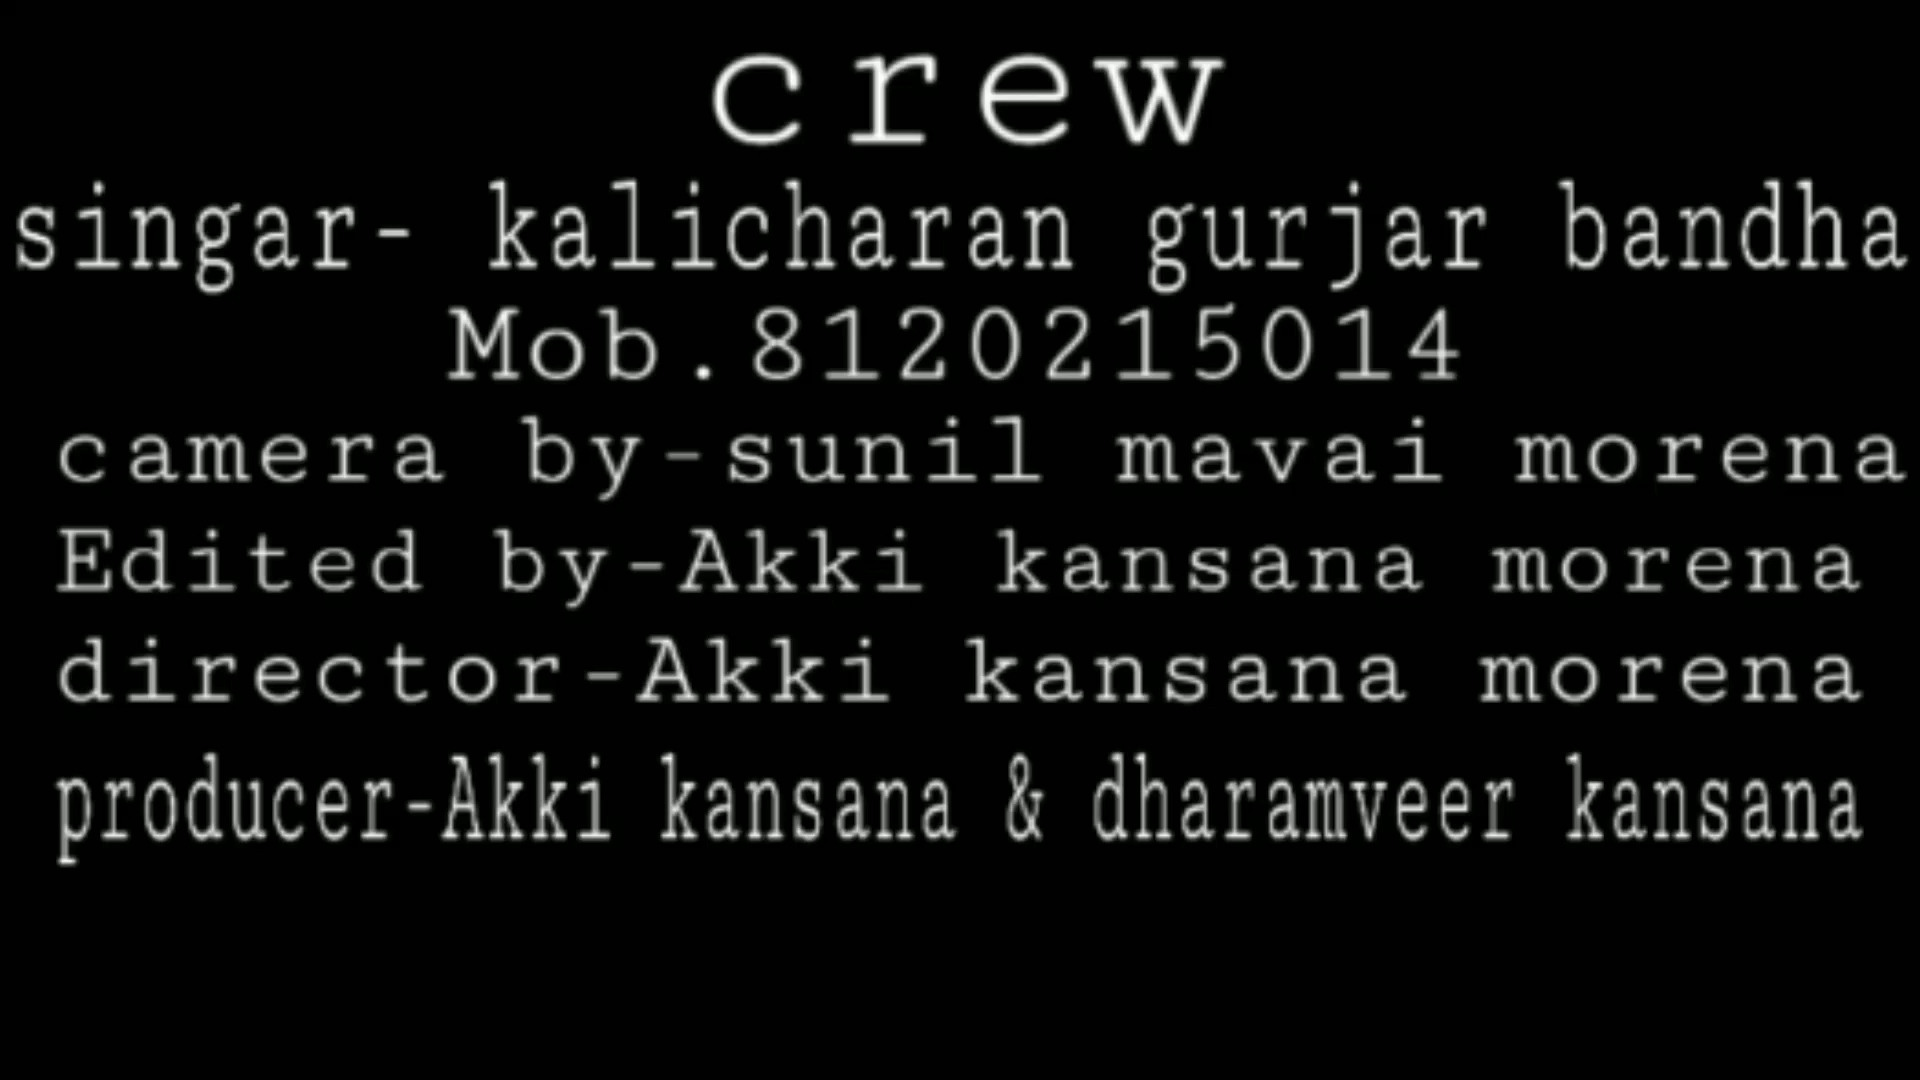 crew
singar- kalicharan gurjar bandha
Mob.8120215014
camera by-sunil mavai morena
Edited by-Akki kansana morena
director-Akki kansana morena
producer-Akki kansana & dharamveer kansana